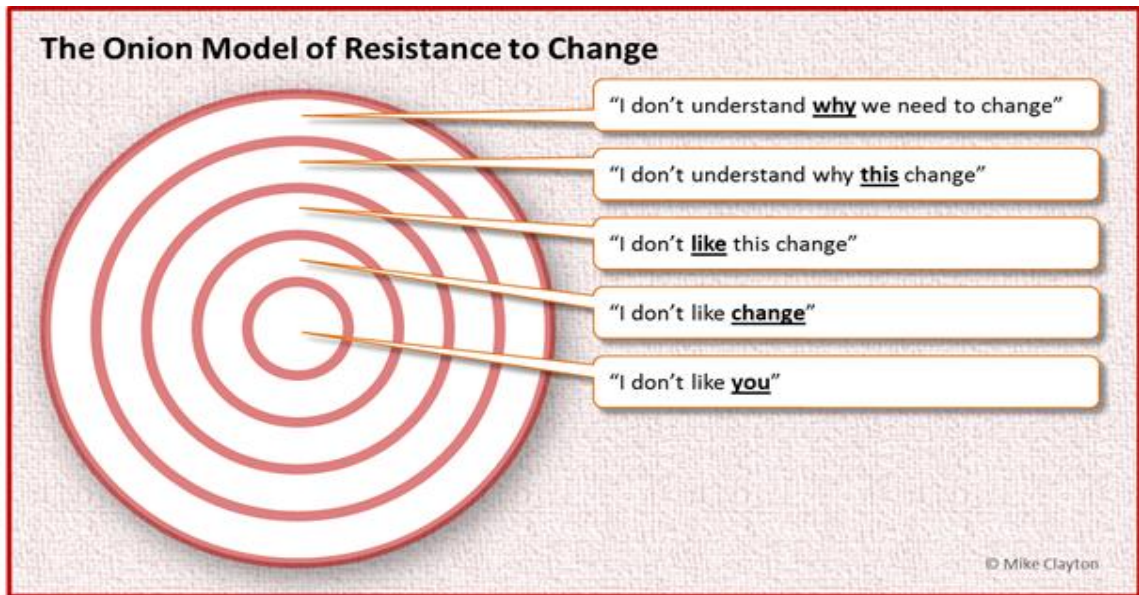 The Onion Model of Resistance to Change
“I don’t understand why we need to change”
“I don’t understand why this change”
“I don’t like this change”
“I don’t like change”
“I don’t like you”
© Mike Clayton